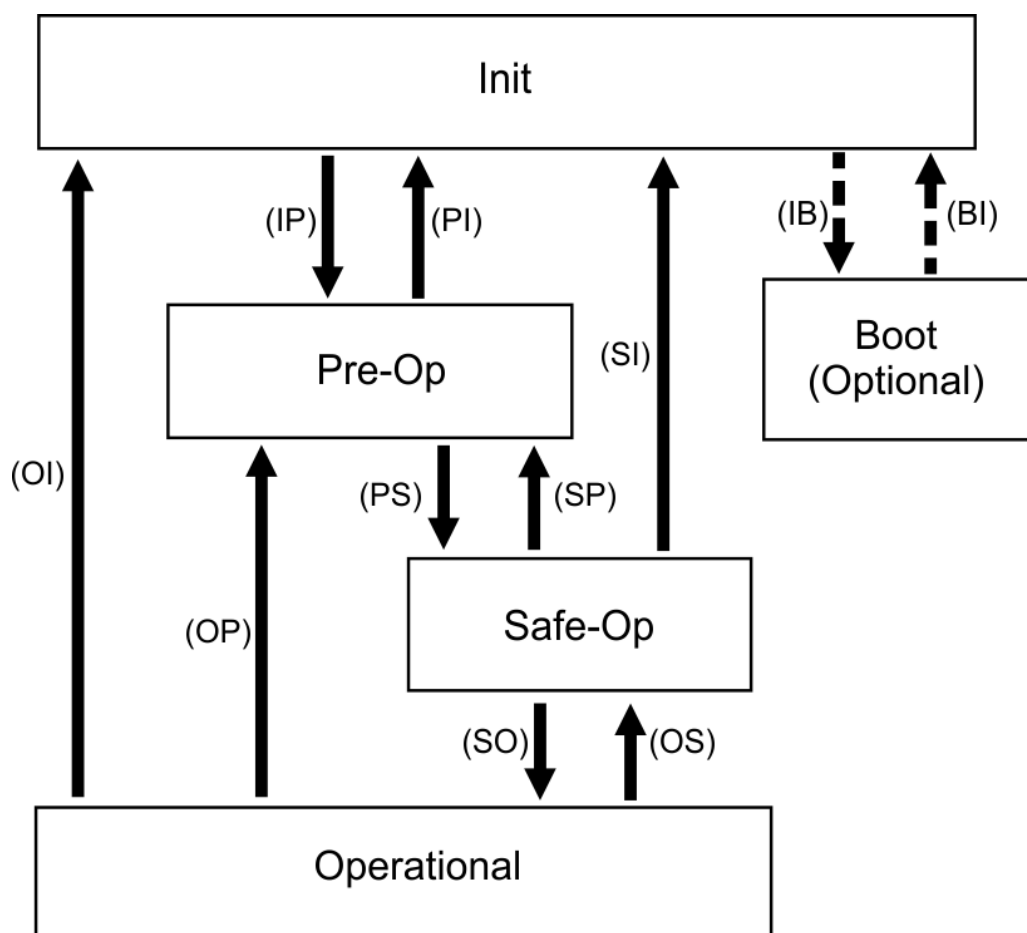 Init
(IP)
(PI)
(IB)
(BI)
Pre-Op
(SI)
Boot
(Optional)
(OI)
(PS)
(SP)
(OP)
Safe-Op
(SO)
(OS)
Operational